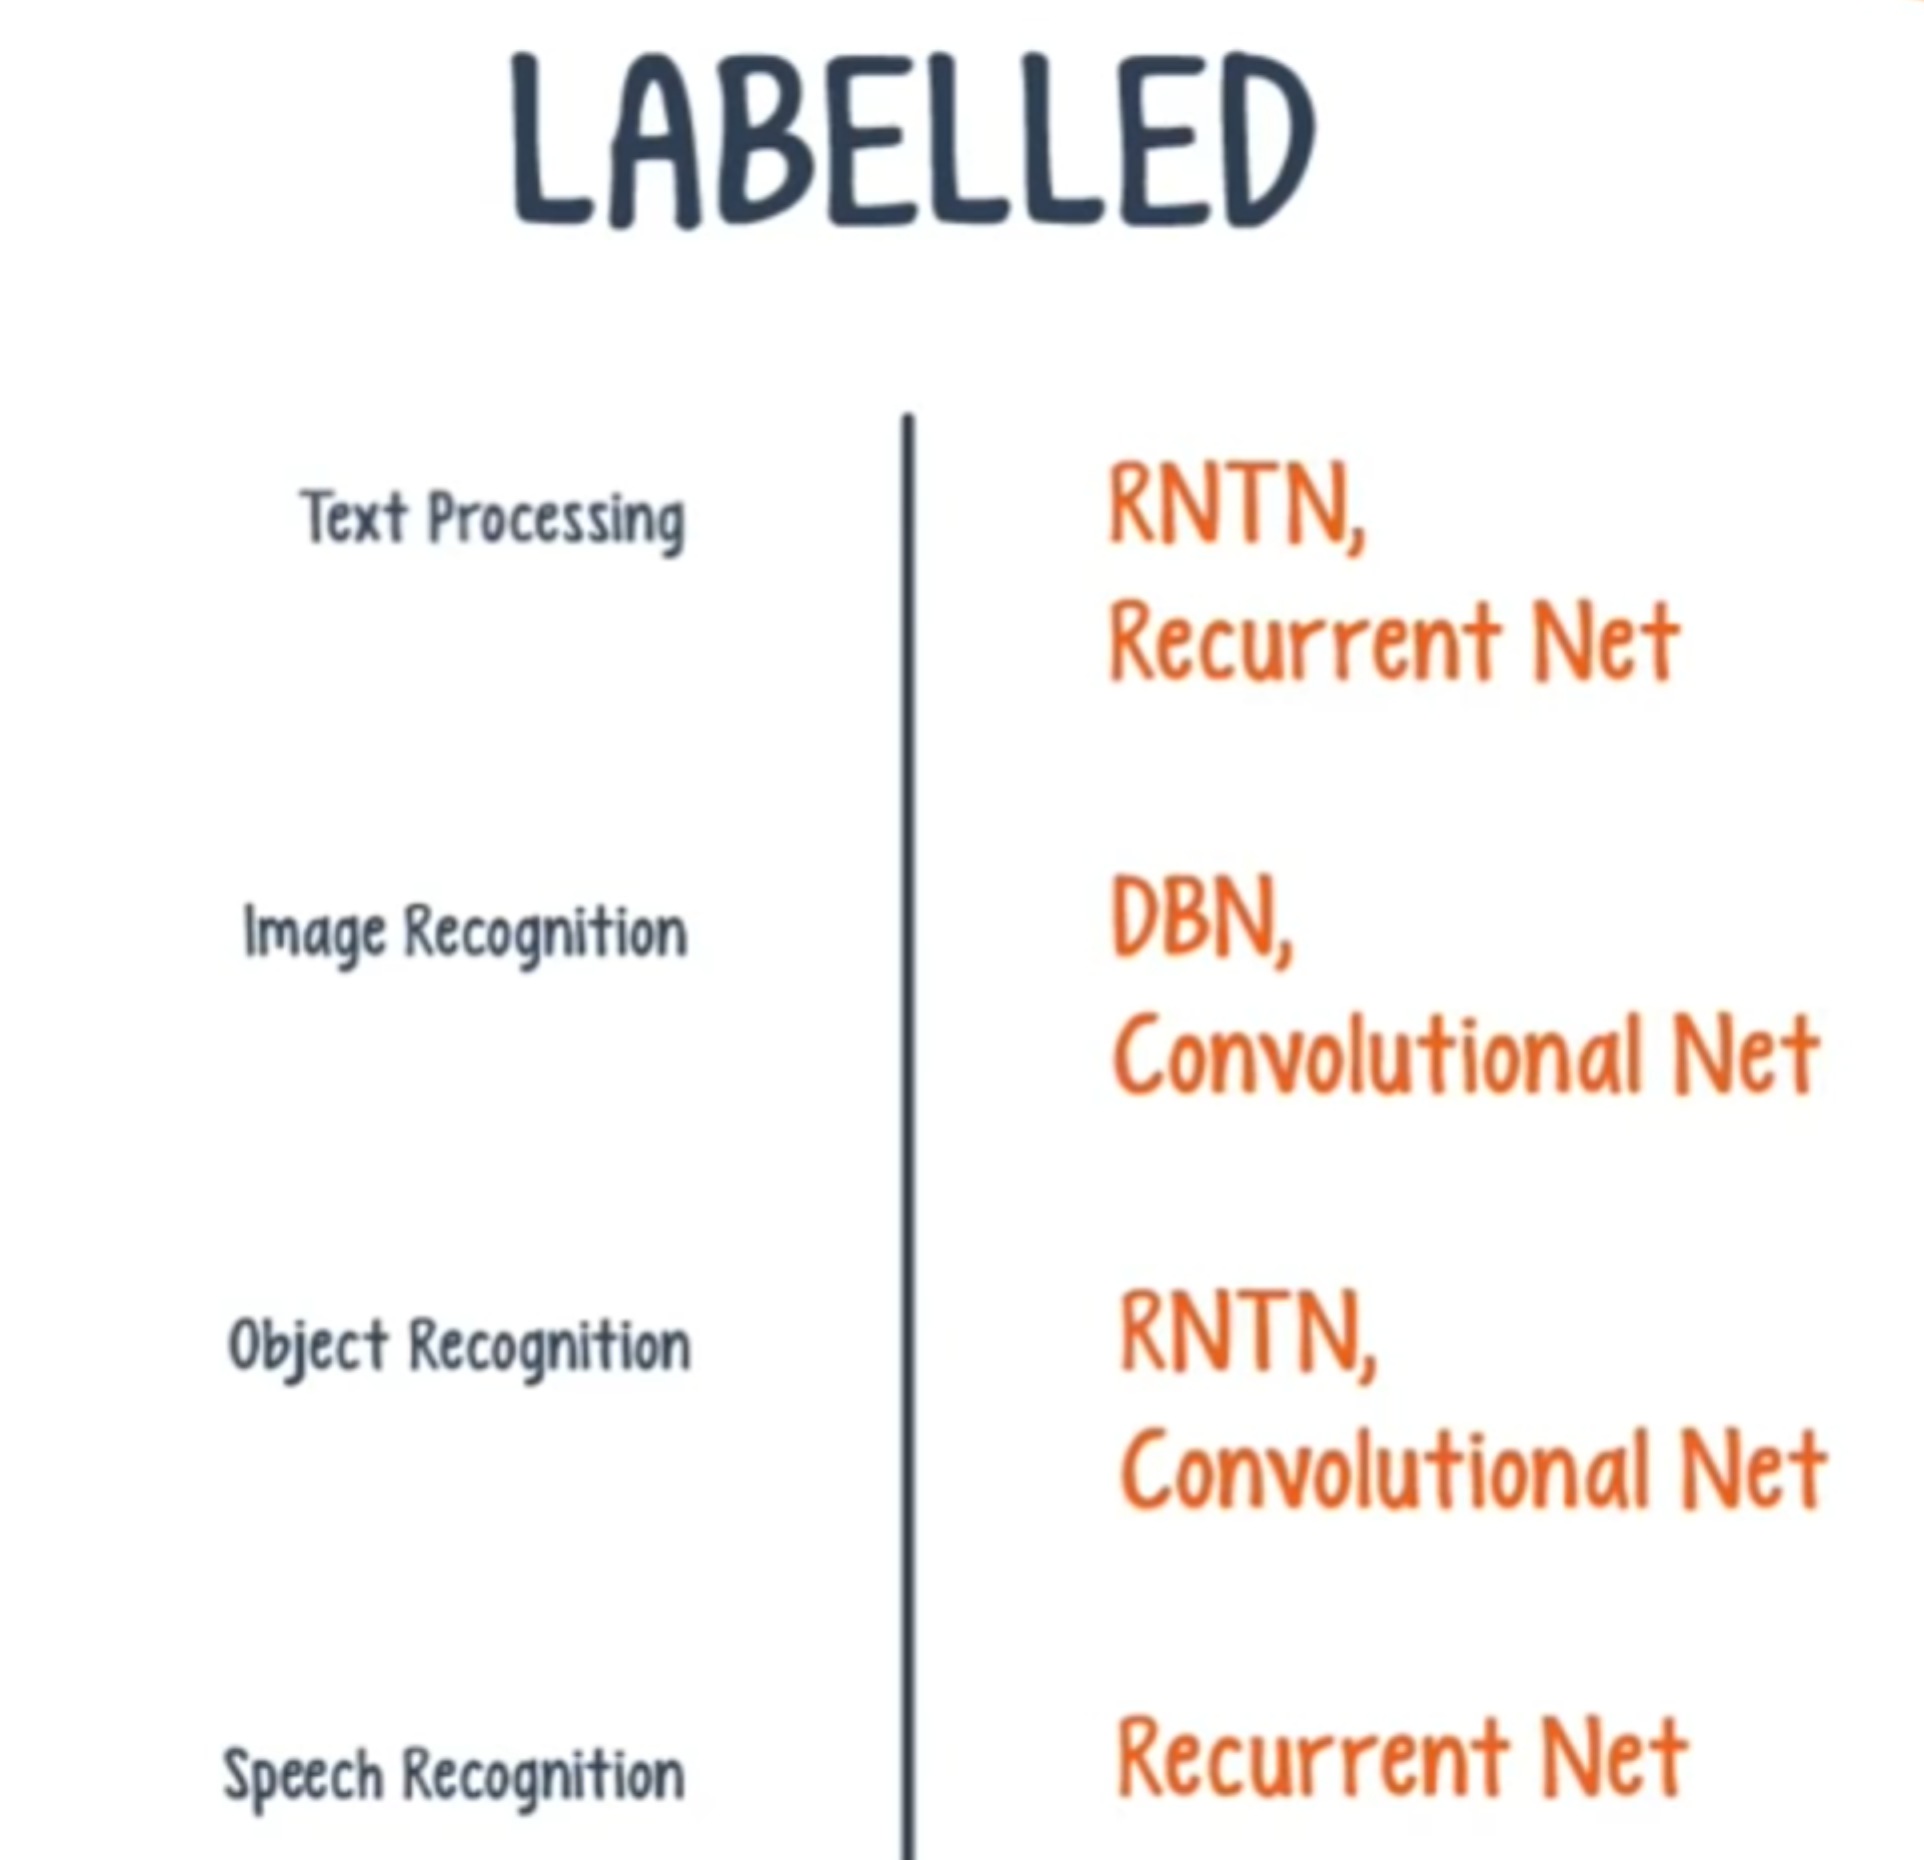 LABELLED
Text Processing
RNTN,
Recurrent Net
Image Recognition
DBN,
Convolutional Net
Object Recognition
RNTN,
Convolutional Net
Speech Recognition
Recurrent Net